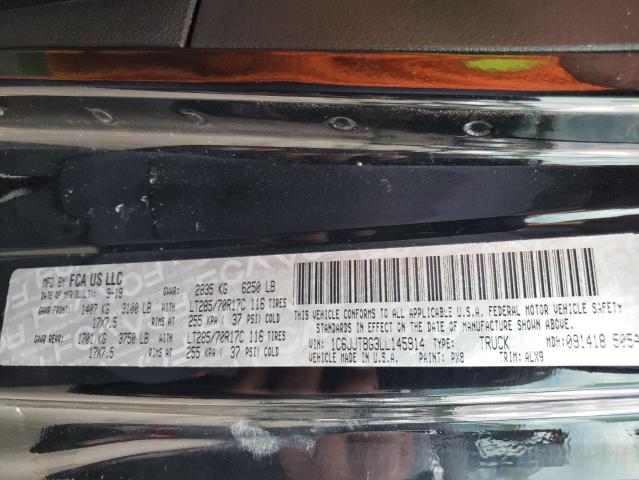 MFD BY FCA US LLC
DATE OF MFR(BUILT): 9-19 GVWR: 2835 KG 6250 LB
GAWR FRONT: 1407 KG 3100 LB WITH LT285/70R17C 116 TIRES
17X7.5 RIMS AT 255 KPA ( 37 PSI) COLD
GAWR REAR: 1701 KG 3750 LB WITH LT285/70R17C 116 TIRES
17X7.5 RIMS AT 255 KPA ( 37 PSI) COLD
THIS VEHICLE CONFORMS TO ALL APPLICABLE U.S.A. FEDERAL MOTOR VEHICLE SAFETY
STANDARDS IN EFFECT ON THE DATE OF MANUFACTURE SHOWN ABOVE.
VIN: 1C6JJTBG3LL145914 TYPE: TRUCK MDH: 091418 505A
VEHICLE MADE IN U.S.A. PAINT: PX8 TRIM: ALX9